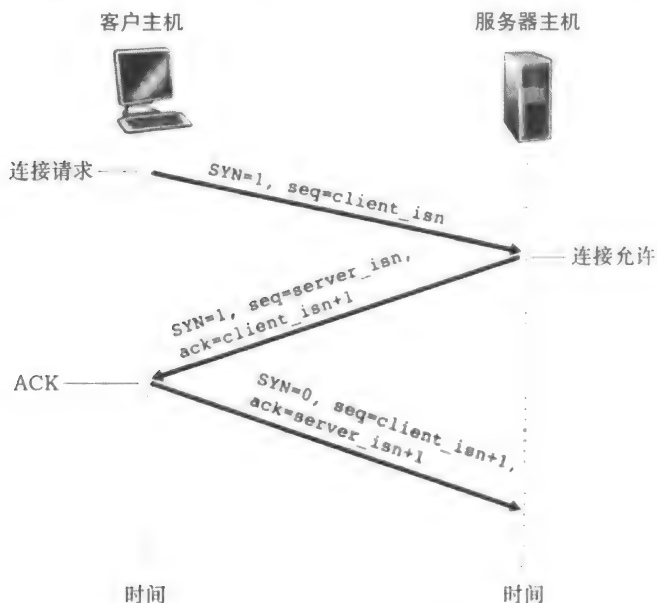 客户主机
服务器主机
连接请求
SYN=1, seq=client_isn
连接允许
SYN=1, seq=server_isn,
ack=client_isn+1
ACK
SYN=0, seq=client_isn+1,
ack=server_isn+1
时间
时间